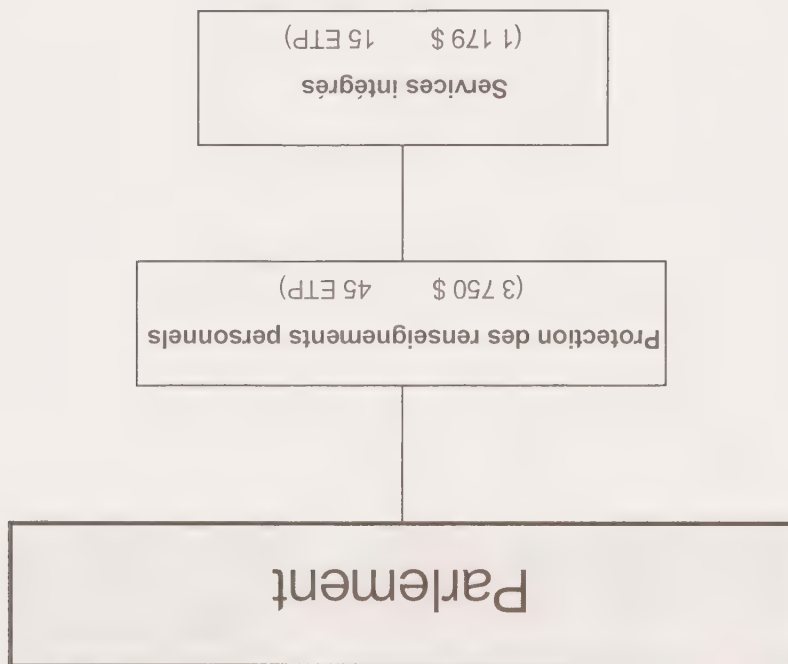 Parlement
Protection des renseignements personnels
(3 750 $ 45 ETP)
Services intégrés
(1 179 $ 15 ETP)